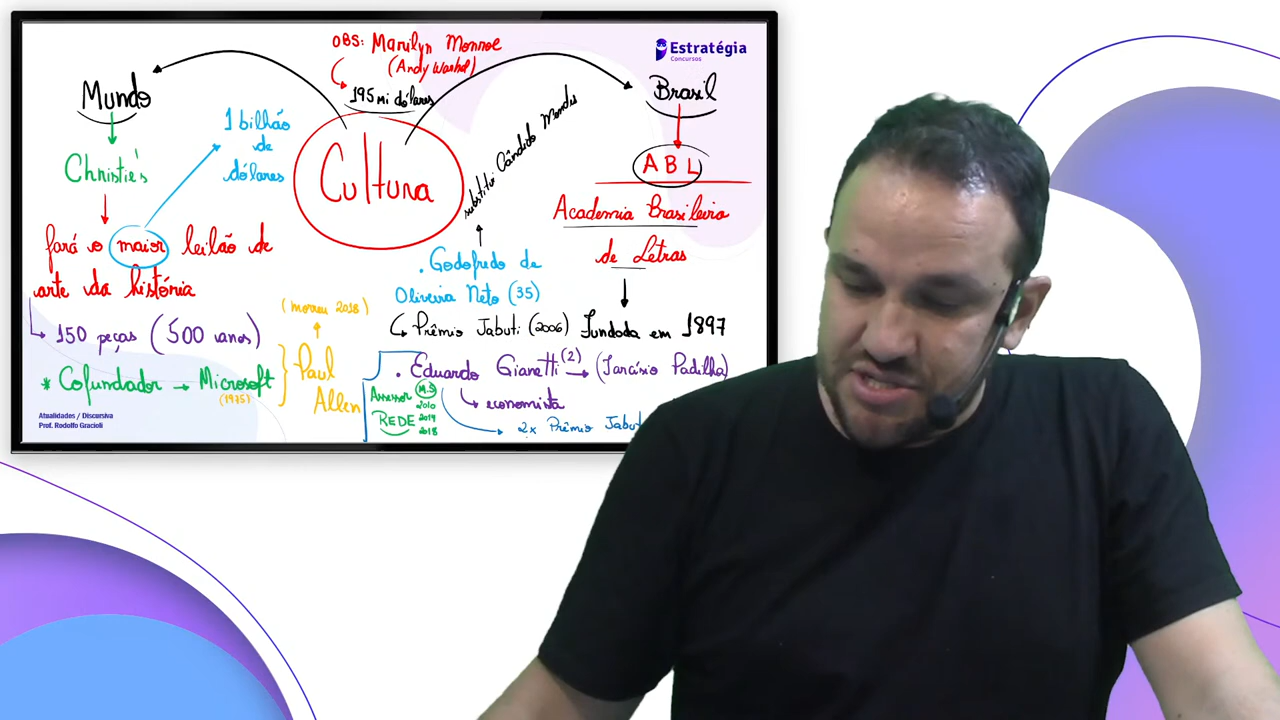 OBS: Marilyn Monroe
(Andy Warhol)
195 mi dólares
Estratégia
Concursos
Mundo
Brasil
Cultura
1 bilhão
de
dólares
Christie's
fará o maior leilão de
arte da história
150 peças (500 anos)
* Cofundador → Microsoft
(1975)
Paul
Allen
(morreu 2018)
ABL
Academia Brasileira
de Letras
Fundada em 1897
substitui Cândido Mendes
. Godofredo de
Oliveira Neto (35)
Prêmio Jabuti (2006)
. Eduardo Gianetti (2) → (Tarcísio Padilha)
economista
2x Prêmio Jabuti
Assessor M.S
2010
REDE 2014
2018
Atualidades / Discursiva
Prof. Rodolfo Gracioli